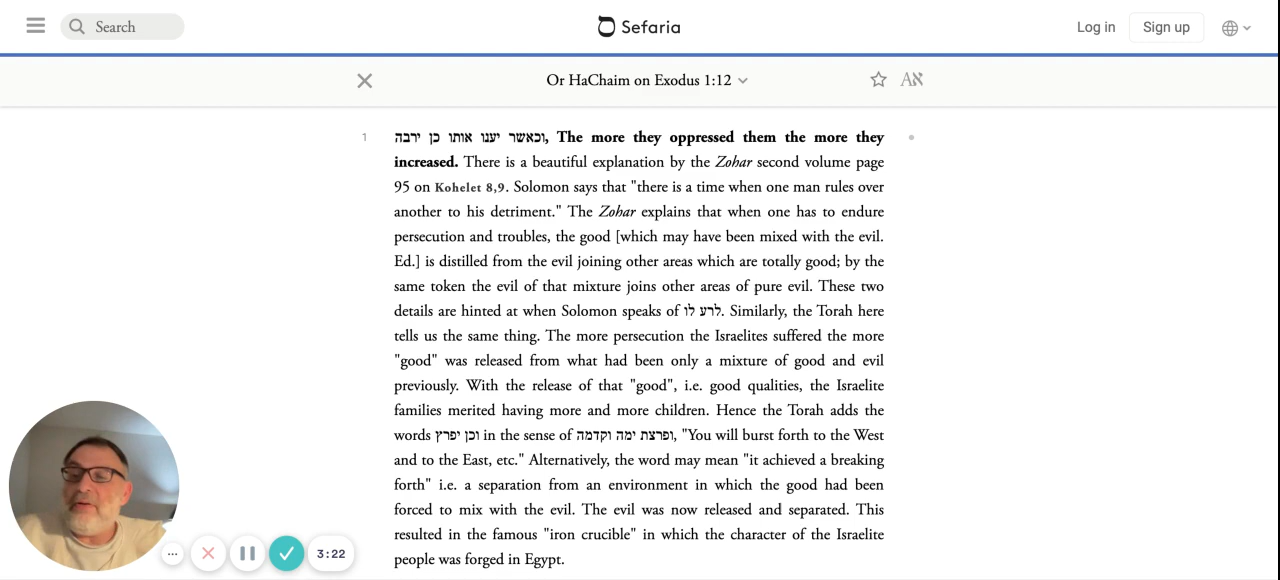 Search
Sefaria
Log in
Sign up
Or HaChaim on Exodus 1:12
Aא
1
וכאשר יענו אותו כן ירבה, The more they oppressed them the more they
increased. There is a beautiful explanation by the Zohar second volume page
95 on Kohelet 8,9. Solomon says that "there is a time when one man rules over
another to his detriment." The Zohar explains that when one has to endure
persecution and troubles, the good [which may have been mixed with the evil.
Ed.] is distilled from the evil joining other areas which are totally good; by the
same token the evil of that mixture joins other areas of pure evil. These two
details are hinted at when Solomon speaks of לרע לו. Similarly, the Torah here
tells us the same thing. The more persecution the Israelites suffered the more
"good" was released from what had been only a mixture of good and evil
previously. With the release of that "good", i.e. good qualities, the Israelite
families merited having more and more children. Hence the Torah adds the
words וכן יפרץ in the sense of ופרצת ימה וקדמה, "You will burst forth to the West
and to the East, etc." Alternatively, the word may mean "it achieved a breaking
forth" i.e. a separation from an environment in which the good had been
forced to mix with the evil. The evil was now released and separated. This
resulted in the famous "iron crucible" in which the character of the Israelite
people was forged in Egypt.
3:22